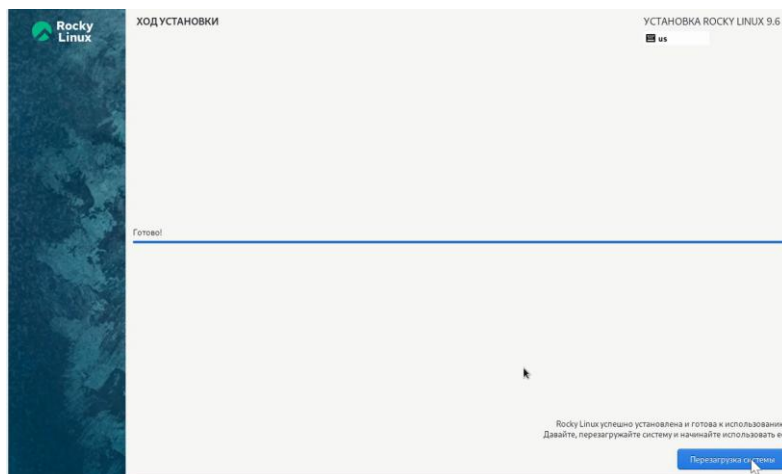 Rocky
Linux
ХОД УСТАНОВКИ
УСТАНОВКА ROCKY LINUX 9.6
us
Готово!
Rocky Linux успешно установлена и готова к использованию
Давайте, перезагружайте систему и начинайте использовать
Перезагрузка системы